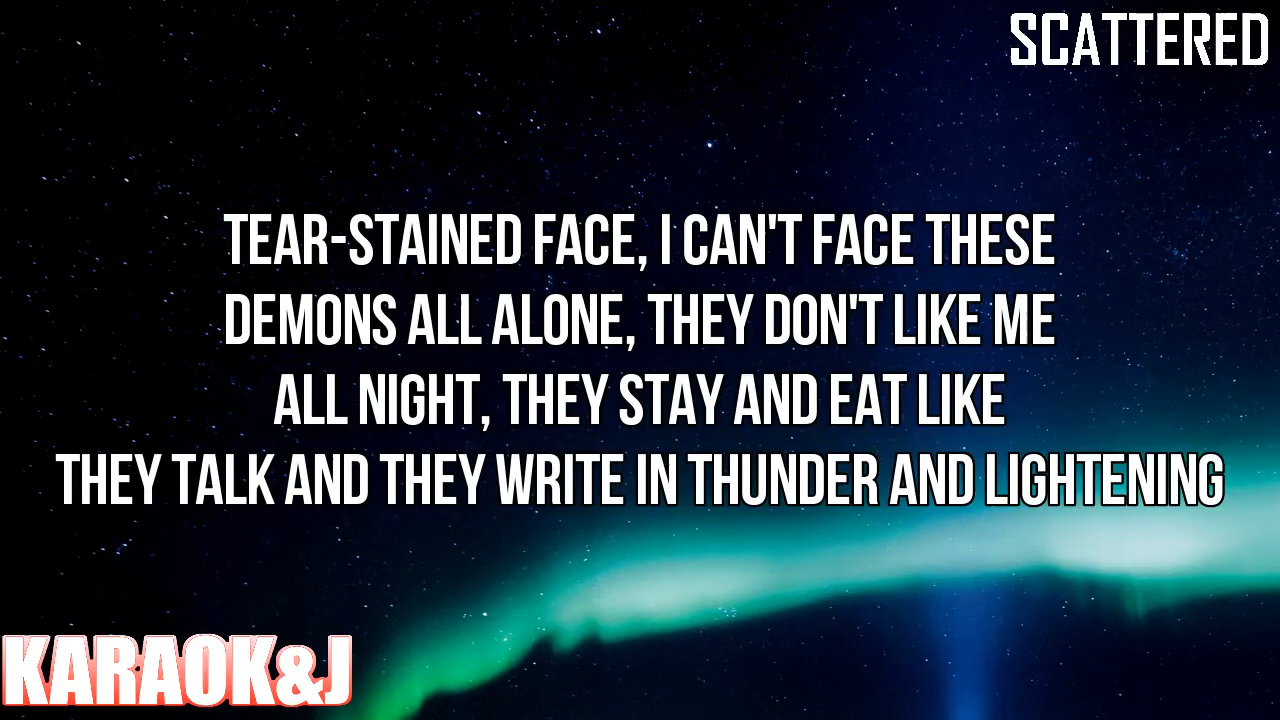 SCATTERED
TEAR-STAINED FACE, I CAN'T FACE THESE
DEMONS ALL ALONE, THEY DON'T LIKE ME
ALL NIGHT, THEY STAY AND EAT LIKE
THEY TALK AND THEY WRITE IN THUNDER AND LIGHTENING
KARAOK&J